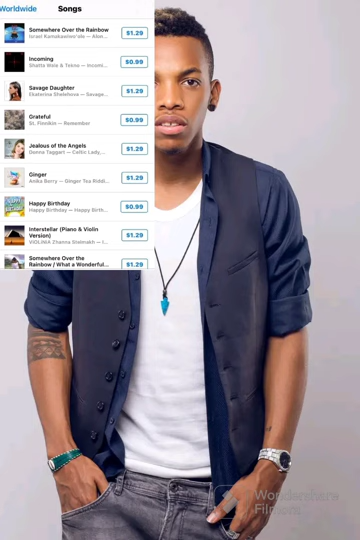 Worldwide
Songs
Somewhere Over the Rainbow
Israel Kamakawiwo'ole — Alon...
$1.29
Incoming
Shatta Wale & Tekno — Incomi...
$0.99
Savage Daughter
Ekaterina Shelehova — Savage...
$1.29
Grateful
St. Finnikin — Remember
$0.99
Jealous of the Angels
Donna Taggart — Celtic Lady,...
$1.29
Ginger
Anika Berry — Ginger Tea Riddi...
$1.29
Happy Birthday
Happy Birthday — Happy Birth...
$0.99
Interstellar (Piano & Violin
Version)
VIOLINIA Zhanna Stelmakh — I...
$1.29
Somewhere Over the
Rainbow / What a Wonderful...
$1.29
Wondershare
Filmora